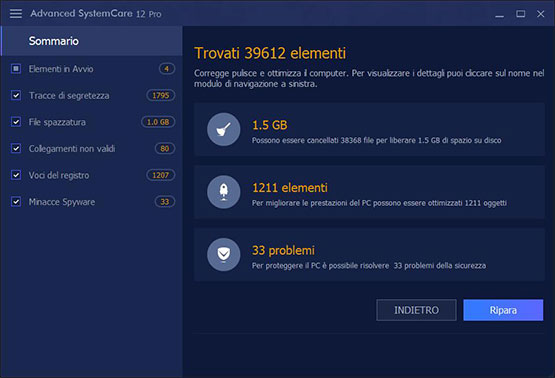 Advanced SystemCare 12 Pro
Sommario
Elementi in Avvio 4
Tracce di segretezza 1795
File spazzatura 1.0 GB
Collegamenti non validi 80
Voci del registro 1207
Minacce Spyware 33
Trovati 39612 elementi
Corregge pulisce e ottimizza il computer. Per visualizzare i dettagli puoi cliccare sul nome nel
modulo di navigazione a sinistra.
1.5 GB
Possono essere cancellati 38368 file per liberare 1.5 GB di spazio su disco
1211 elementi
Per migliorare le prestazioni del PC possono essere ottimizzati 1211 oggetti
33 problemi
Per proteggere il PC è possibile risolvere 33 problemi della sicurezza
INDIETRO
Ripara